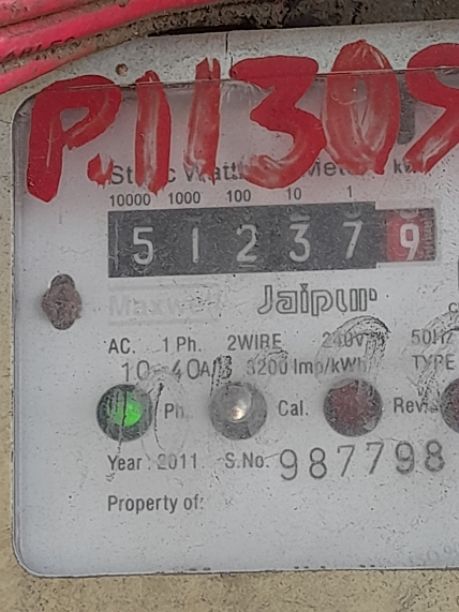 P.11309
10000 1000 100 10 1
5 1 2 3 7 9
Maxwell Jaipur
AC. 1 Ph. 2WIRE 240V 50Hz
10-40A 3200 Imp/kWh TYPE
Ph. Cal. Rev.
Year : 2011 S.No. 987798
Property of: